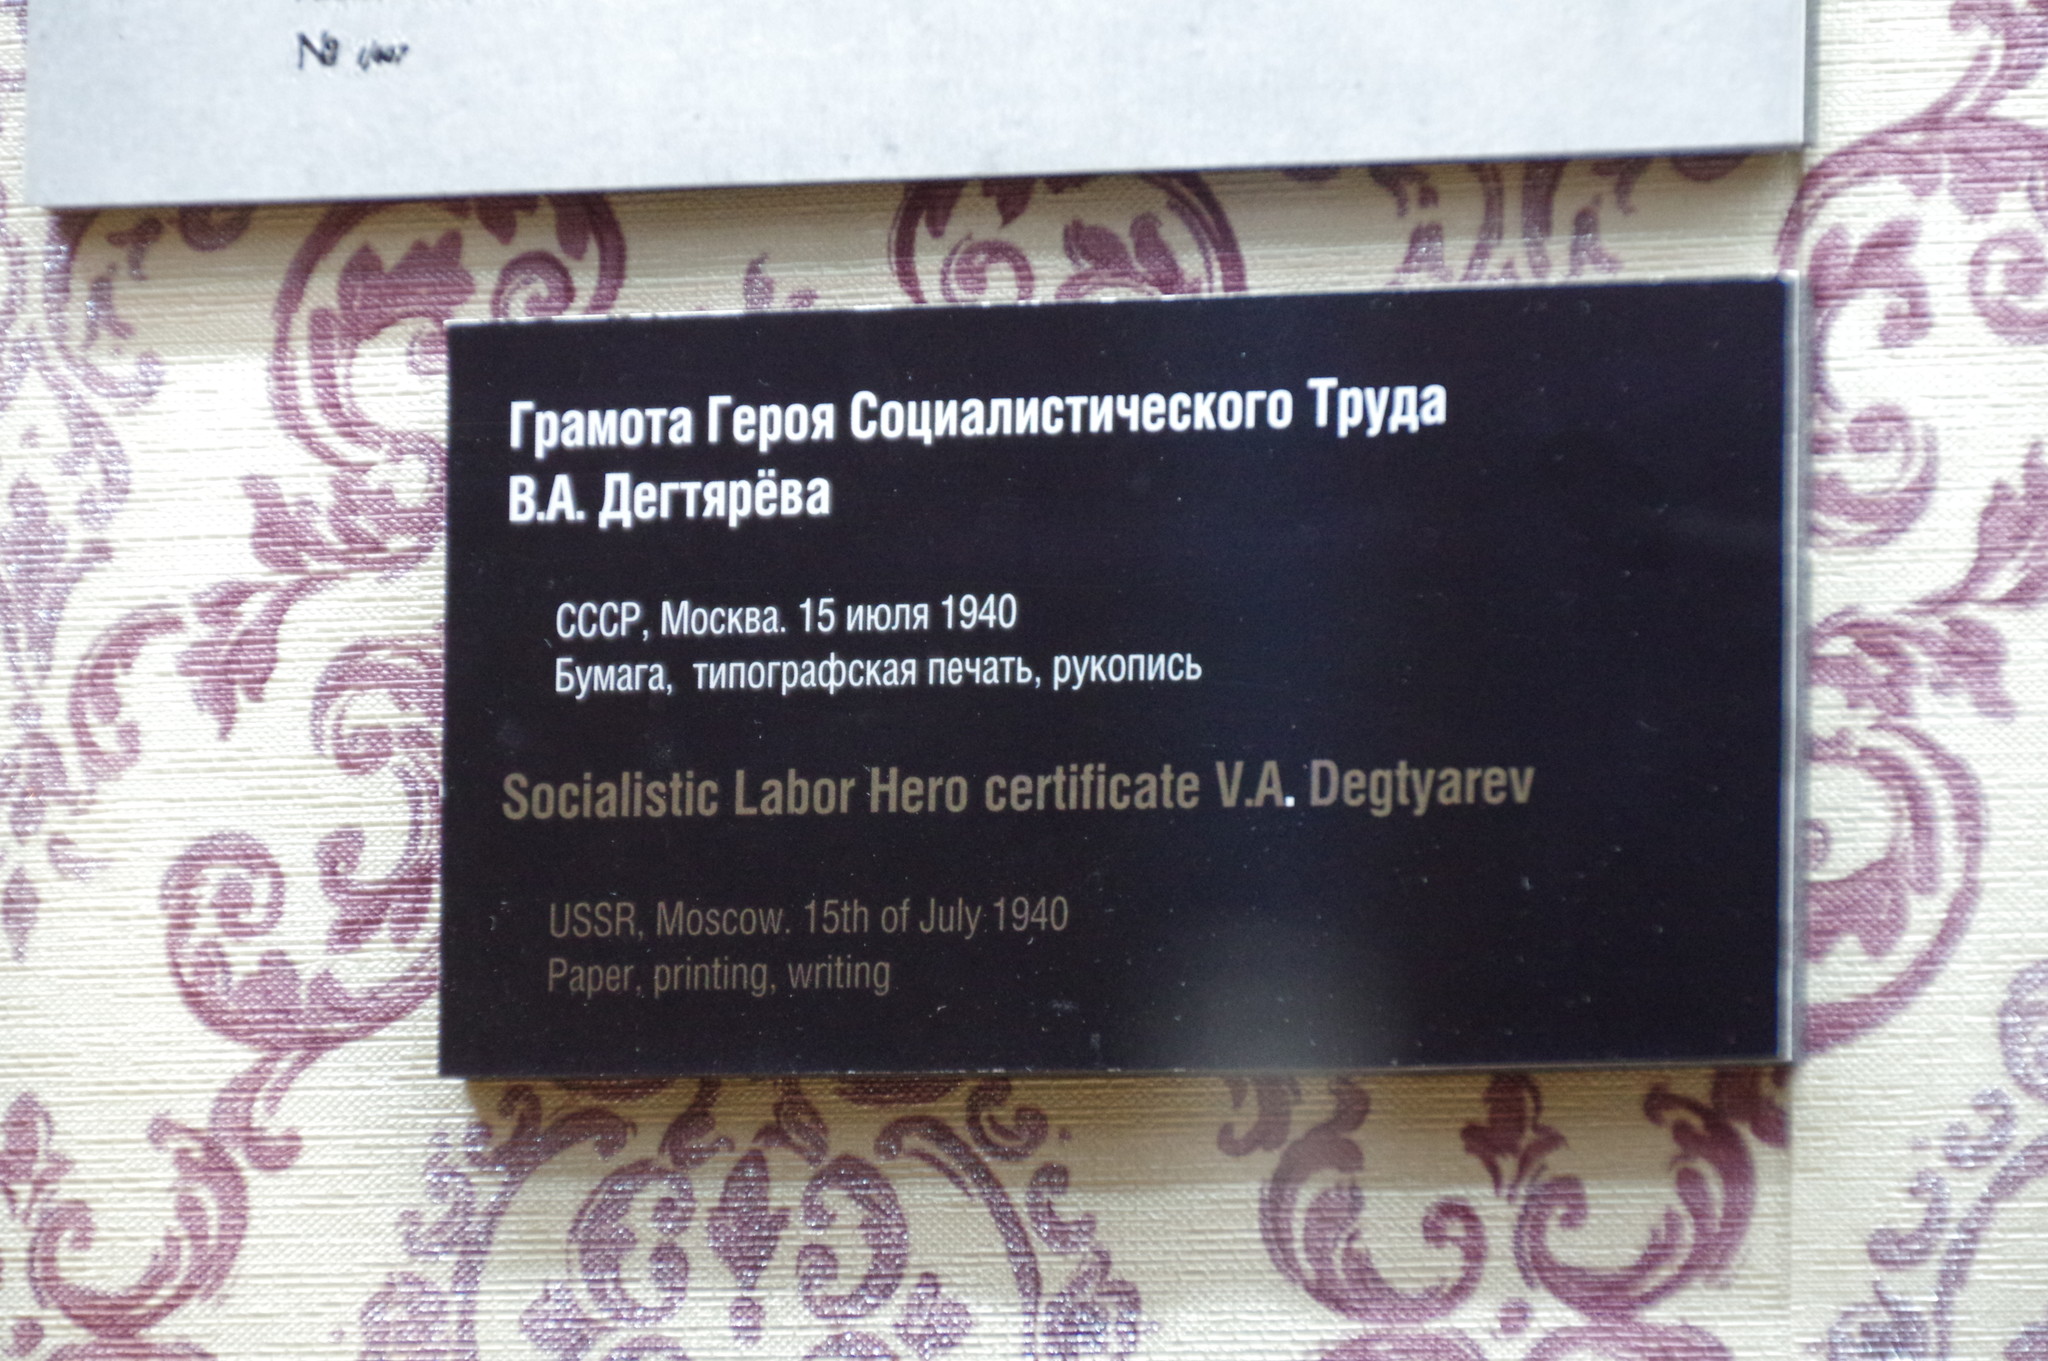 №
Грамота Героя Социалистического Труда
В.А. Дегтярёва
СССР, Москва. 15 июля 1940
Бумага, типографская печать, рукопись
Socialistic Labor Hero certificate V.A. Degtyarev
USSR, Moscow. 15th of July 1940
Paper, printing, writing